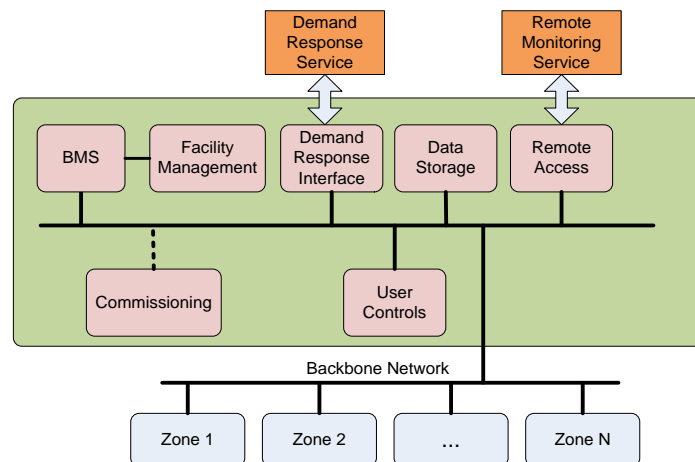 Demand
Response
Service
Remote
Monitoring
Service
BMS
Facility
Management
Demand
Response
Interface
Data
Storage
Remote
Access
Commissioning
User
Controls
Backbone Network
Zone 1
Zone 2
...
Zone N